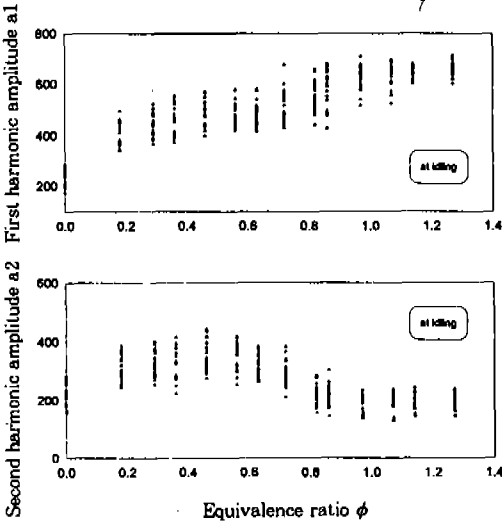 7
First harmonic amplitude a1
800
600
400
200
at idling
0.0 0.2 0.4 0.6 0.8 1.0 1.2 1.4
Second harmonic amplitude a2
600
400
200
0
at idling
0.0 0.2 0.4 0.6 0.8 1.0 1.2 1.4
Equivalence ratio ϕ